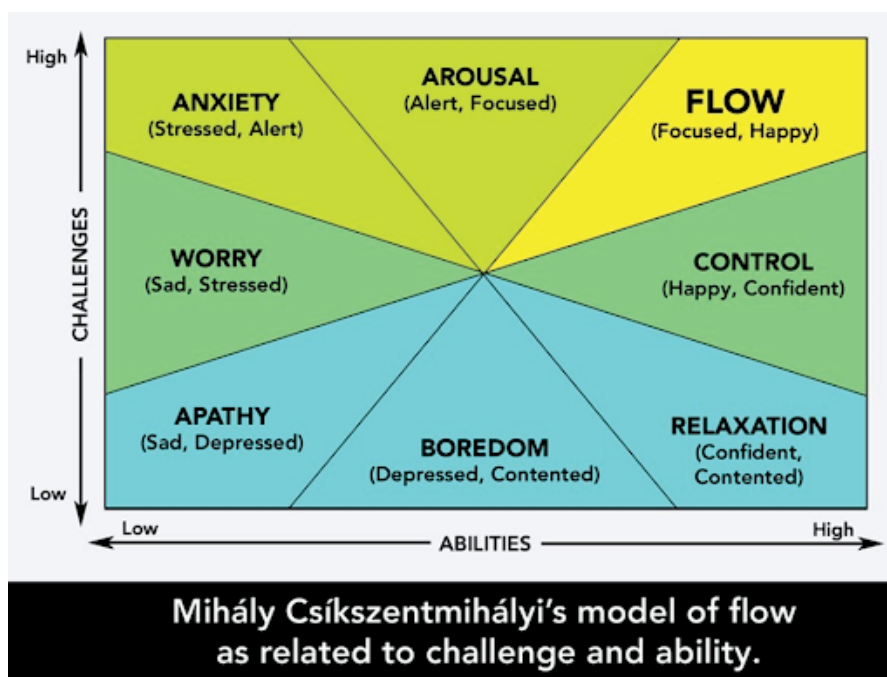 High
ANXIETY
(Stressed, Alert)
AROUSAL
(Alert, Focused)
FLOW
(Focused, Happy)
CHALLENGES
WORRY
(Sad, Stressed)
CONTROL
(Happy, Confident)
APATHY
(Sad, Depressed)
BOREDOM
(Depressed, Contented)
RELAXATION
(Confident,
Contented)
Low
Low
ABILITIES
High
Mihály Csíkszentmihályi's model of flow
as related to challenge and ability.